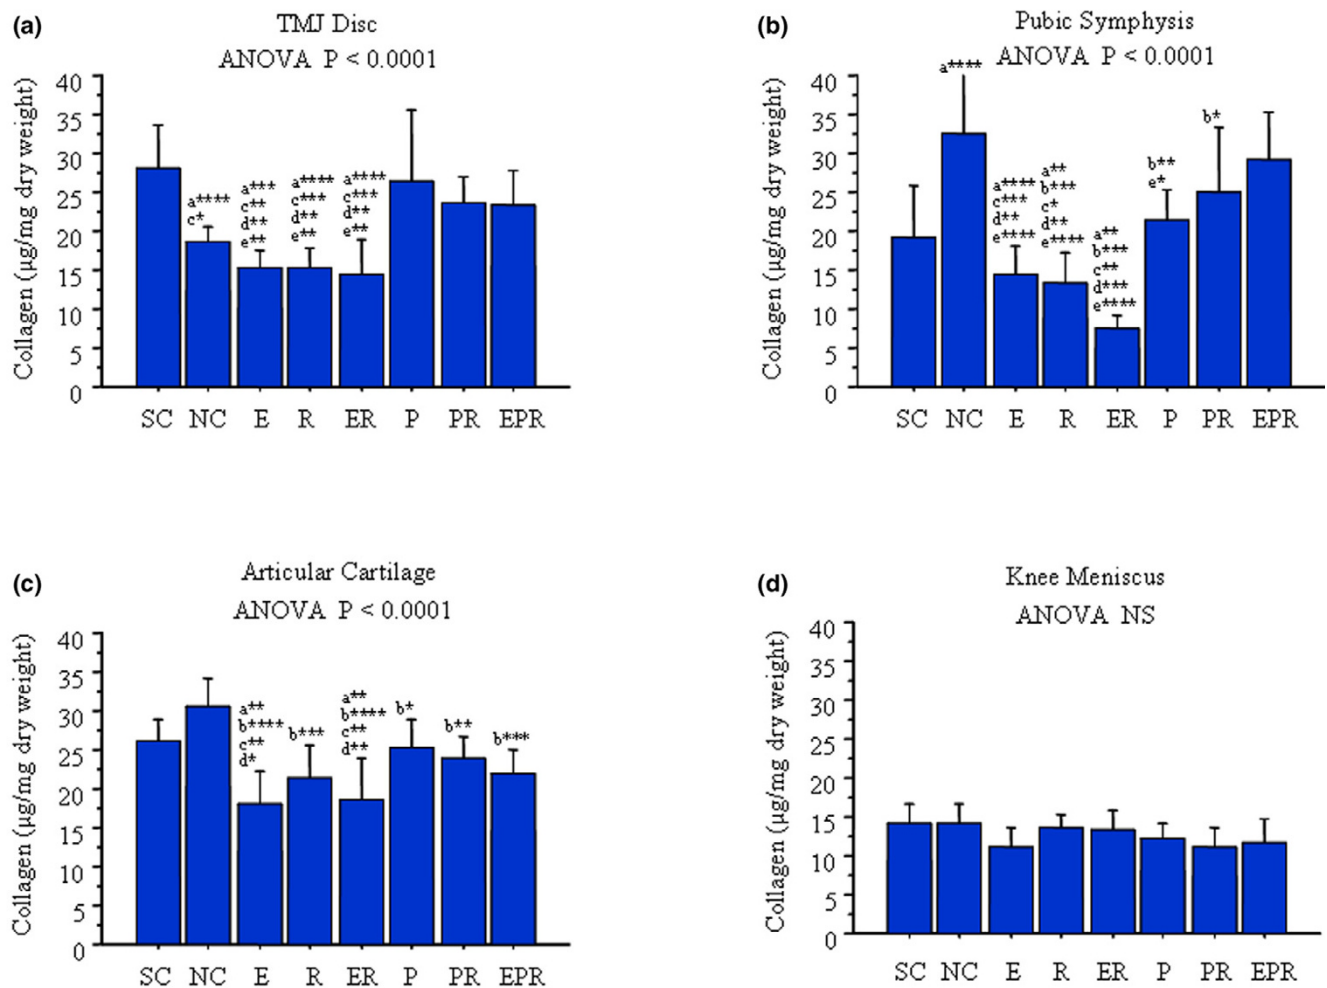 (a)
TMJ Disc
ANOVA P < 0.0001
Collagen (µg/mg dry weight)
40
35
30
25
20
15
10
5
0
a****
c*
a***
c**
d**
e**
a****
c***
d**
e**
a****
c***
d**
e**
SC NC E R ER P PR EPR
(b)
Pubic Symphysis
ANOVA P < 0.0001
Collagen (µg/mg dry weight)
40
35
30
25
20
15
10
5
0
a****
a****
c***
d**
e****
a**
b***
c*
d**
e****
a**
b***
c**
d***
e****
b**
e*
b*
SC NC E R ER P PR EPR
(c)
Articular Cartilage
ANOVA P < 0.0001
Collagen (µg/mg dry weight)
40
35
30
25
20
15
10
5
0
a**
b****
c**
d*
b***
a**
b****
c**
d**
b*
b**
b***
SC NC E R ER P PR EPR
(d)
Knee Meniscus
ANOVA NS
Collagen (µg/mg dry weight)
40
35
30
25
20
15
10
5
0
SC NC E R ER P PR EPR